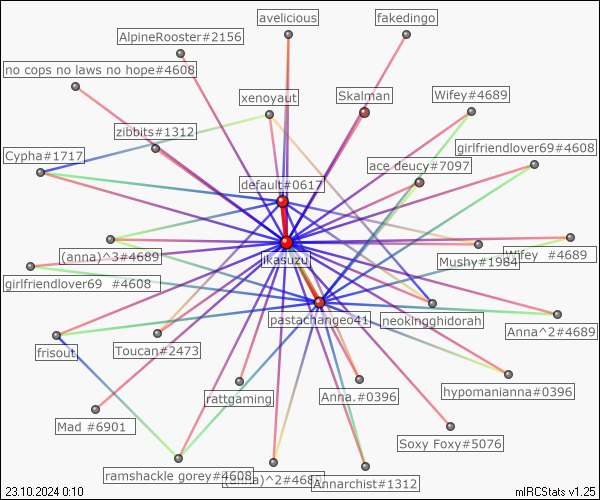 avelicious
fakedingo
AlpineRooster#2156
no cops no laws no hope#4608
xenoyaut
Skalman
Wifey#4689
zibbits#1312
girlfriendlover69#4608
Cypha#1717
ace deucy#7097
default#0617
(anna)^3#4689
jkasuzu
Mushy#1984
Wifey #4689
girlfriendlover69 #4608
pastachangeo41
neokingghidorah
Anna^2#4689
frisout
Toucan#2473
rattgaming
Anna.#0396
hypomanianna#0396
Mad #6901
Soxy Foxy#5076
ramshackle gorey#4608
(anna)^2#4689
Annarchist#1312
23.10.2024 0:10
mIRCStats v1.25